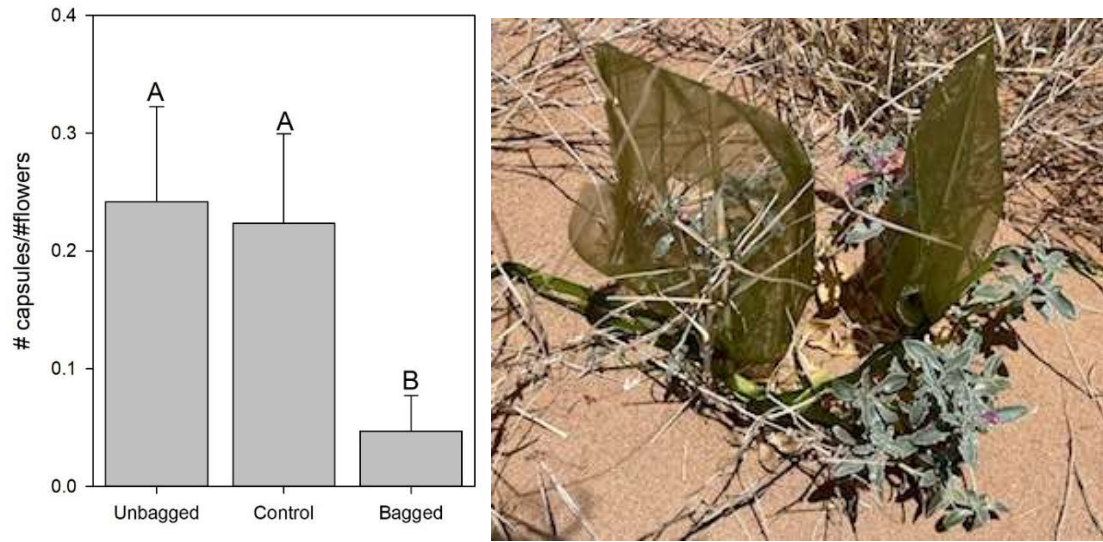 0.4
0.3
0.2
0.1
0.0
# capsules/#flowers
A
A
B
Unbagged
Control
Bagged